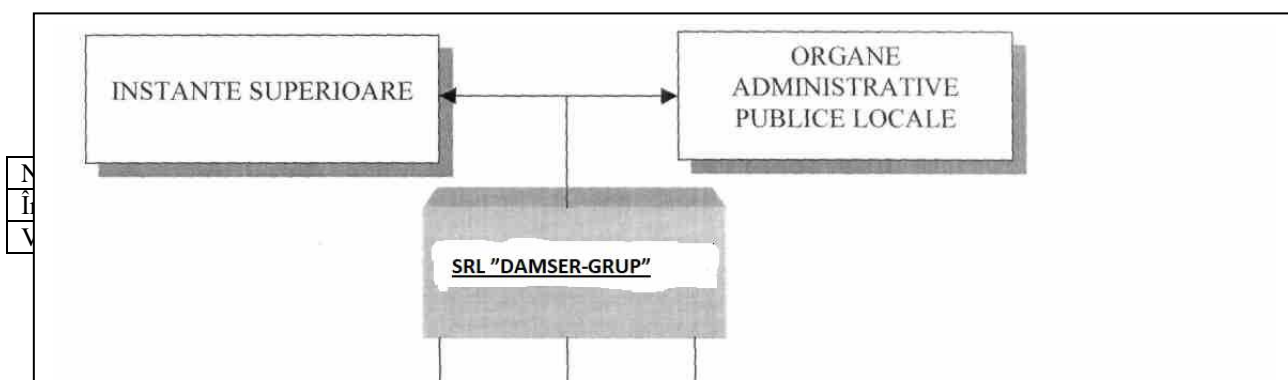 INSTANTE SUPERIOARE
ORGANE
ADMINISTRATIVE
PUBLICE LOCALE
SRL ”DAMSER-GRUP”